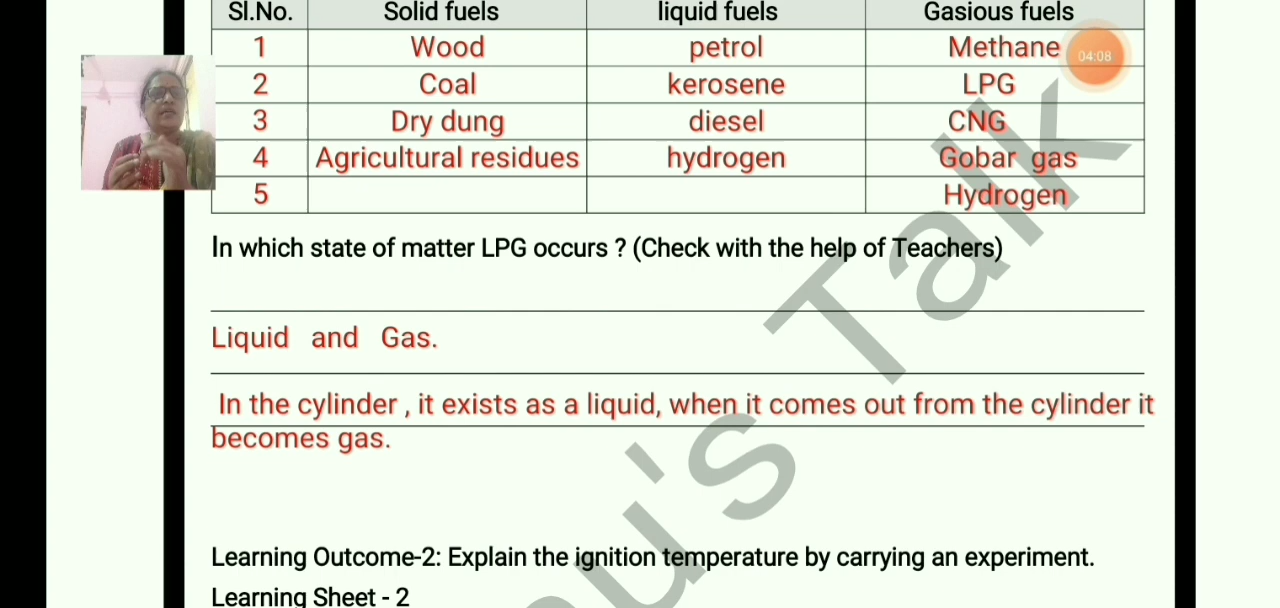 Sl.No. Solid fuels liquid fuels Gasious fuels
1 Wood petrol Methane
04:08
2 Coal kerosene LPG
3 Dry dung diesel CNG
4 Agricultural residues hydrogen Gobar gas
5 Hydrogen
In which state of matter LPG occurs ? (Check with the help of Teachers)
Liquid and Gas.
In the cylinder , it exists as a liquid, when it comes out from the cylinder it
becomes gas.
Learning Outcome-2: Explain the ignition temperature by carrying an experiment.
Learning Sheet - 2
u's Talk